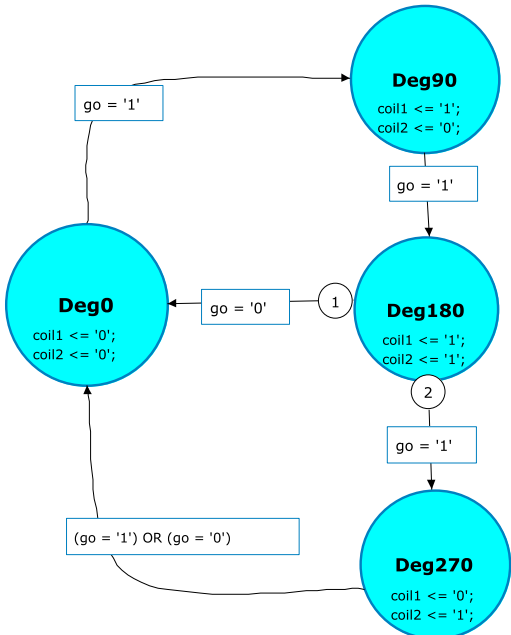 Deg90
coil1 <= '1';
coil2 <= '0';
go = '1'
go = '1'
Deg0
coil1 <= '0';
coil2 <= '0';
go = '0'
1
Deg180
coil1 <= '1';
coil2 <= '1';
2
go = '1'
(go = '1') OR (go = '0')
Deg270
coil1 <= '0';
coil2 <= '1';